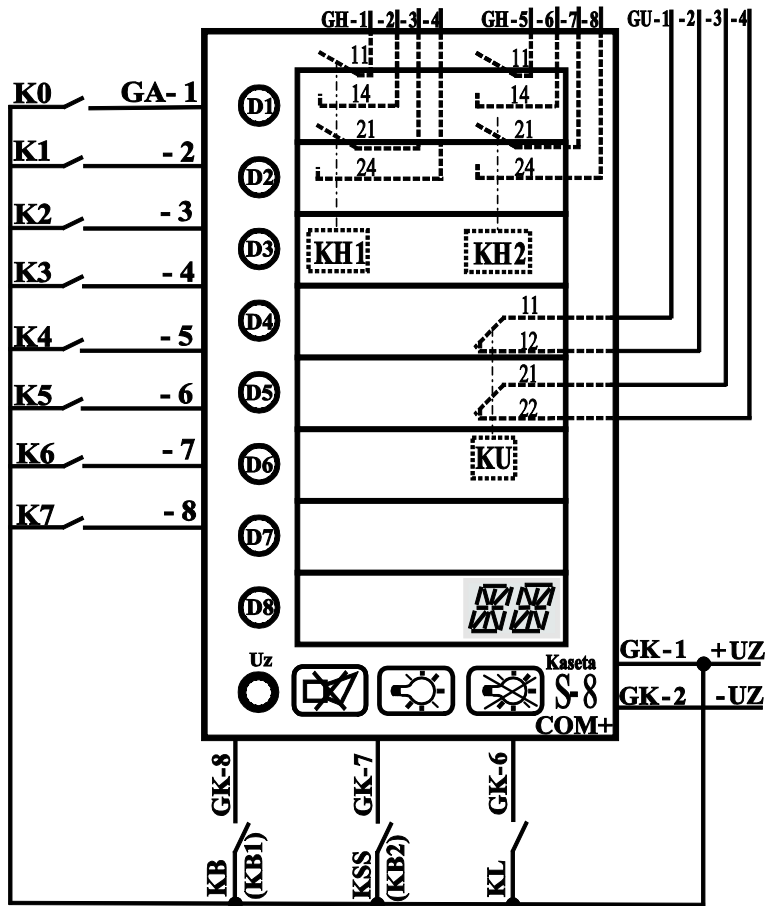 GH-1 -2 -3 -4 GH-5 -6 -7 -8 GU-1 -2 -3 -4
11 11
K0 GA-1 D1 14 14
21 21
K1 -2 D2 24 24
K2 -3 D3 KH1 KH2
K3 -4 D4 11
12
K4 -5 21
K5 -6 D5 22
K6 -7 D6 KU
K7 -8 D7
D8
Uz Kaseta GK-1 +UZ
S-8 GK-2 -UZ
COM+
GK-8 GK-7 GK-6
KB (KB1) KSS (KB2) KL